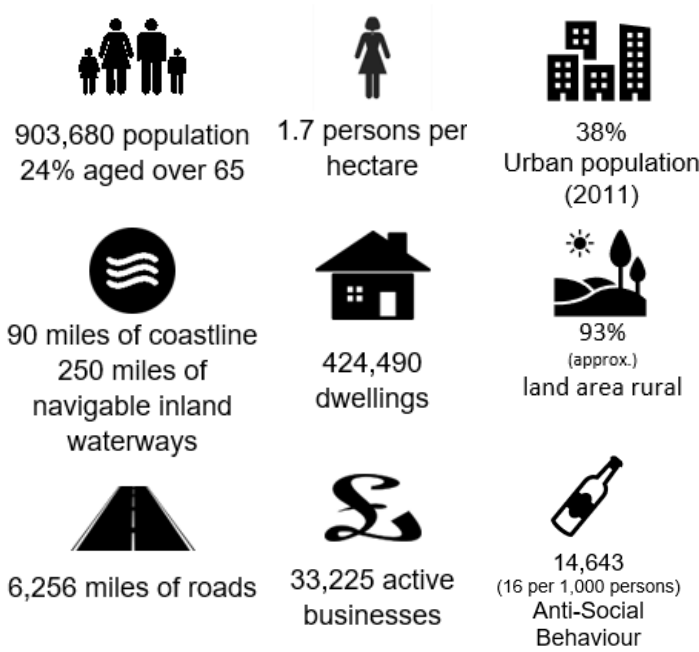 903,680 population
24% aged over 65
1.7 persons per
hectare
38%
Urban population
(2011)
90 miles of coastline
250 miles of
navigable inland
waterways
424,490
dwellings
93%
(approx.)
land area rural
6,256 miles of roads
£
33,225 active
businesses
14,643
(16 per 1,000 persons)
Anti-Social
Behaviour